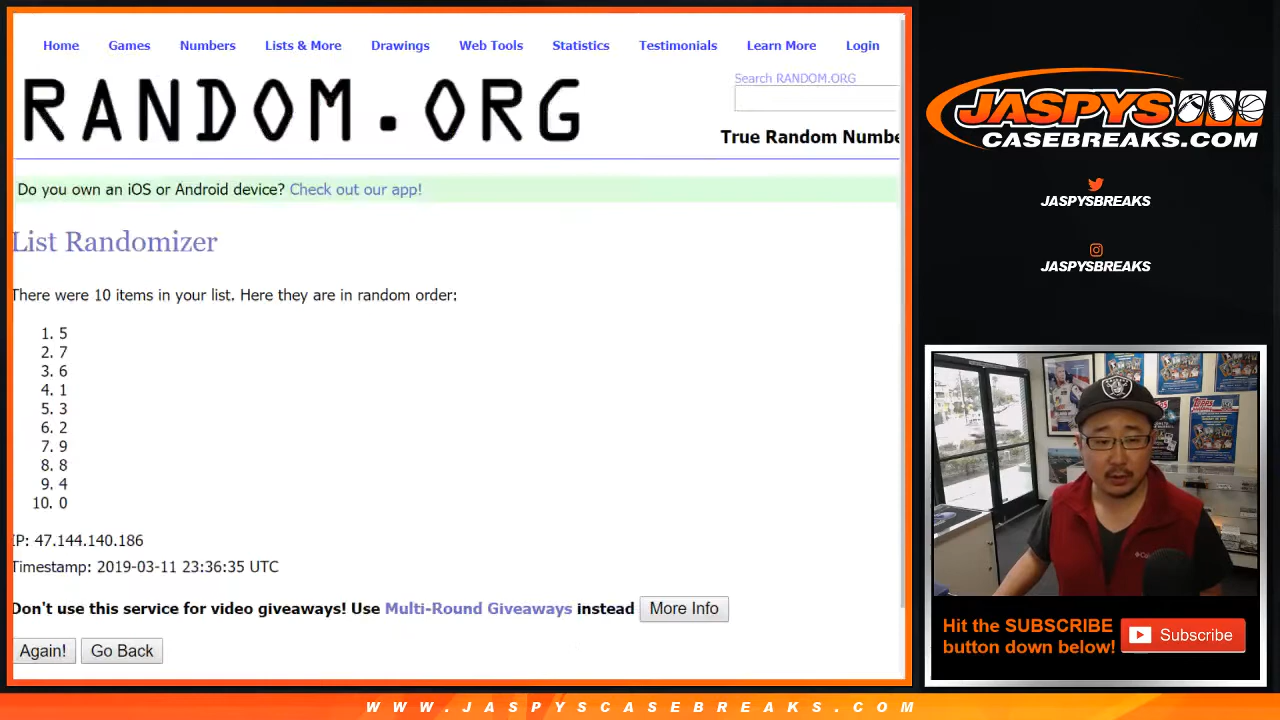 Home Games Numbers Lists & More Drawings Web Tools Statistics Testimonials Learn More Login
RANDOM.ORG
Search RANDOM.ORG
True Random Numbe
Do you own an iOS or Android device? Check out our app!
List Randomizer
There were 10 items in your list. Here they are in random order:
1. 5
2. 7
3. 6
4. 1
5. 3
6. 2
7. 9
8. 8
9. 4
10. 0
IP: 47.144.140.186
Timestamp: 2019-03-11 23:36:35 UTC
Don't use this service for video giveaways! Use Multi-Round Giveaways instead More Info
Again! Go Back
JASPYS
CASEBREAKS.COM
JASPYSBREAKS
JASPYSBREAKS
Hit the SUBSCRIBE
button down below!
Subscribe
WWW.JASPYSCASEBREAKS.COM